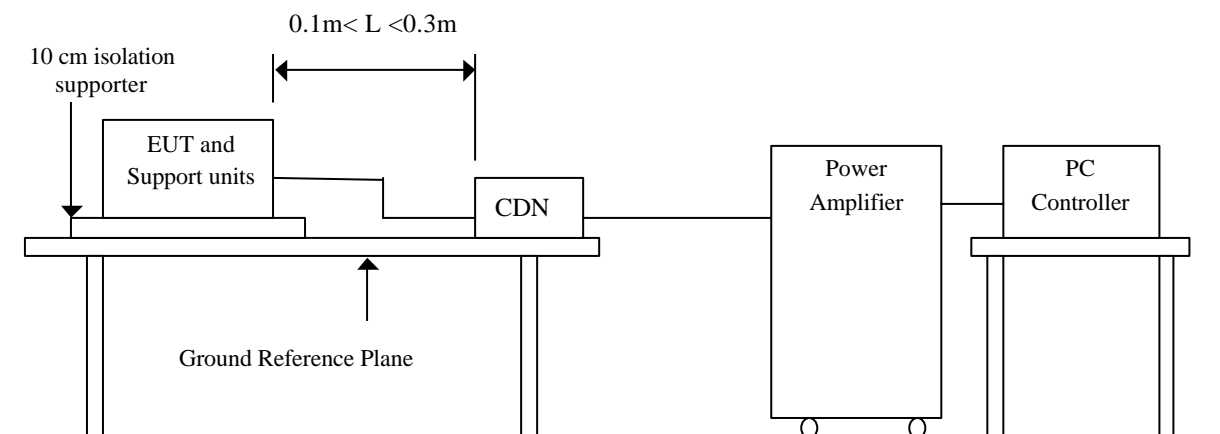 0.1m< L <0.3m
10 cm isolation
supporter
EUT and
Support units
CDN
Power
Amplifier
PC
Controller
Ground Reference Plane